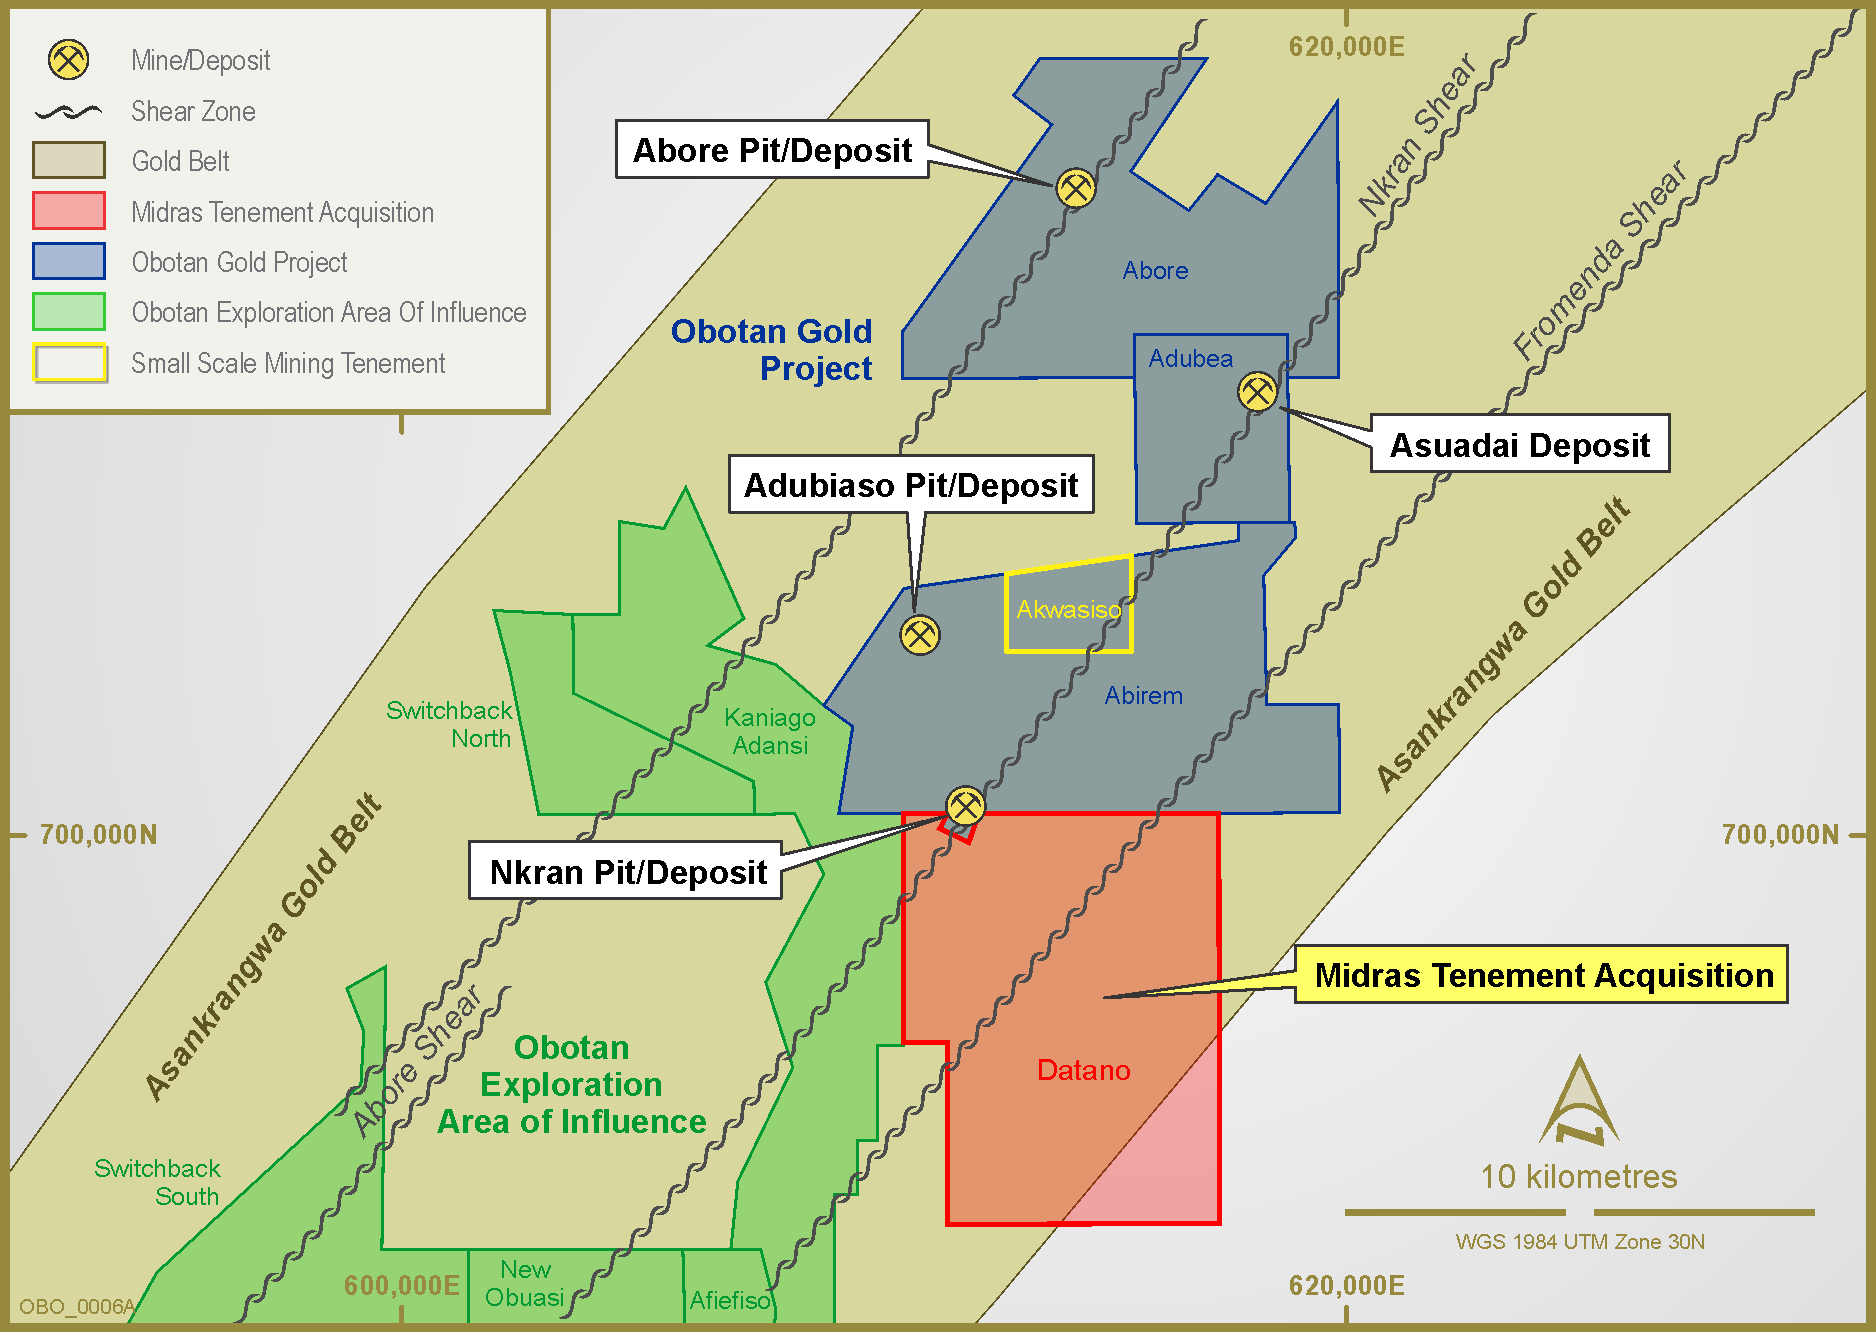 Mine/Deposit
Shear Zone
Gold Belt
Midras Tenement Acquisition
Obotan Gold Project
Obotan Exploration Area Of Influence
Small Scale Mining Tenement
620,000E
Nkran Shear
Fromenda Shear
Abore Pit/Deposit
Abore
Obotan Gold
Project
Adubea
Asuadai Deposit
Adubiaso Pit/Deposit
Akwasiso
Abirem
Asankrangwa Gold Belt
Switchback
North
Kaniago
Adansi
700,000N
700,000N
Asankrangwa Gold Belt
Nkran Pit/Deposit
Midras Tenement Acquisition
Abore Shear
Obotan
Exploration
Area of Influence
Datano
Switchback
South
10 kilometres
WGS 1984 UTM Zone 30N
New
Obuasi
Afiefiso
600,000E
620,000E
OBO_0006A